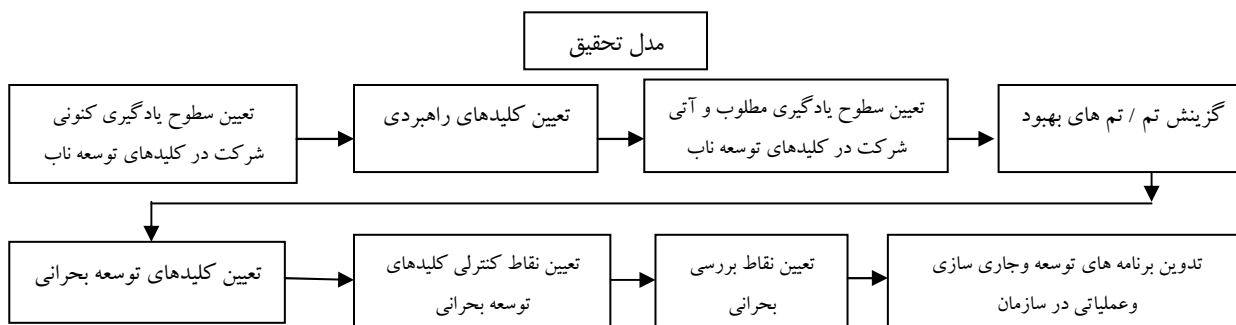 مدل تحقیق
تعیین سطوح یادگیری کنونی
شرکت در کلیدهای توسعه ناب
تعیین کلیدهای راهبردی
تعیین سطوح یادگیری مطلوب و آتی
شرکت در کلیدهای توسعه ناب
گزینش تم / تم های بهبود
تعیین کلیدهای توسعه بحرانی
تعیین نقاط کنترلی کلیدهای
توسعه بحرانی
تعیین نقاط بررسی
بحرانی
تدوین برنامه های توسعه وجاری سازی
وعملیاتی در سازمان